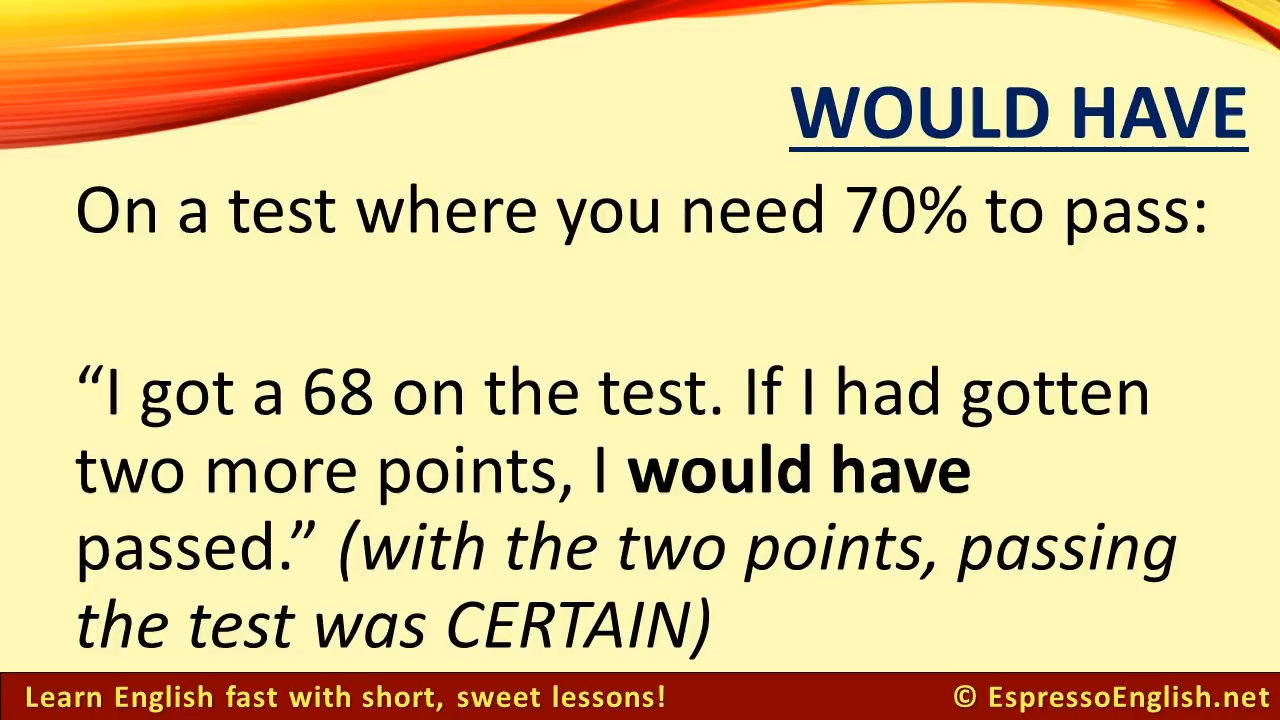 WOULD HAVE
On a test where you need 70% to pass:
“I got a 68 on the test. If I had gotten
two more points, I would have
passed.” (with the two points, passing
the test was CERTAIN)
Learn English fast with short, sweet lessons!
© EspressoEnglish.net